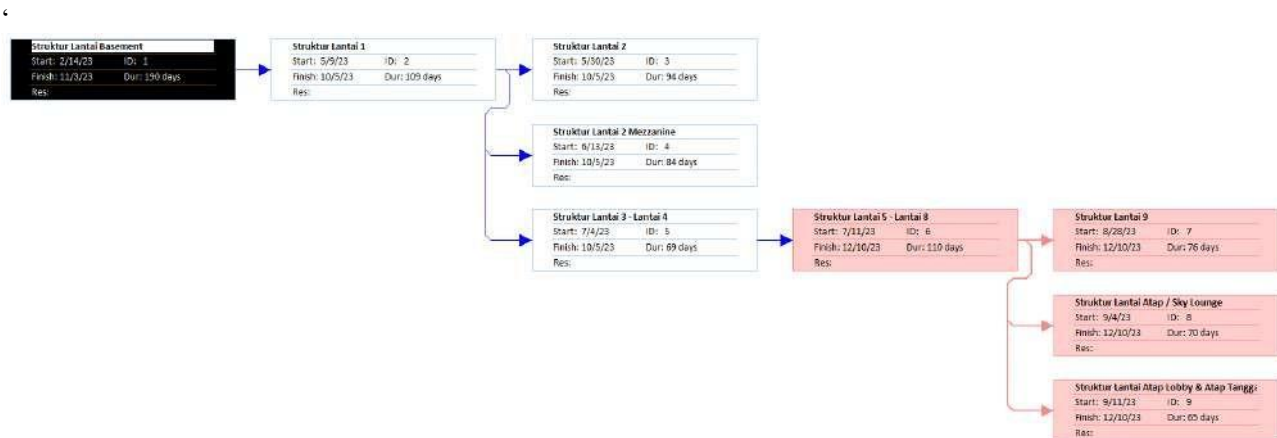 ‘
Struktur Lantai Basement
Start: 2/14/23 ID: 1
Finish: 11/3/23 Dur: 190 days
Res:
Struktur Lantai 1
Start: 5/9/23 ID: 2
Finish: 10/5/23 Dur: 109 days
Res:
Struktur Lantai 2
Start: 5/30/23 ID: 3
Finish: 10/5/23 Dur: 94 days
Res:
Struktur Lantai 2 Mezzanine
Start: 6/13/23 ID: 4
Finish: 10/5/23 Dur: 84 days
Res:
Struktur Lantai 3 - Lantai 4
Start: 7/4/23 ID: 5
Finish: 10/5/23 Dur: 69 days
Res:
Struktur Lantai 5 - Lantai 8
Start: 7/11/23 ID: 6
Finish: 12/10/23 Dur: 110 days
Res:
Struktur Lantai 9
Start: 8/28/23 ID: 7
Finish: 12/10/23 Dur: 76 days
Res:
Struktur Lantai Atap / Sky Lounge
Start: 9/4/23 ID: 8
Finish: 12/10/23 Dur: 70 days
Res:
Struktur Lantai Atap Lobby & Atap Tangga
Start: 9/11/23 ID: 9
Finish: 12/10/23 Dur: 65 days
Res: